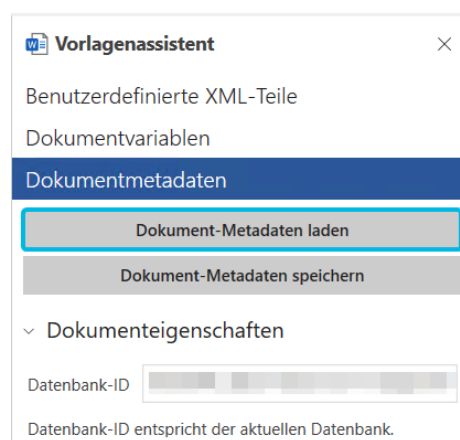 Vorlagenassistent
Benutzerdefinierte XML-Teile
Dokumentvariablen
Dokumentmetadaten
Dokument-Metadaten laden
Dokument-Metadaten speichern
Dokumenteigenschaften
Datenbank-ID
Datenbank-ID entspricht der aktuellen Datenbank.